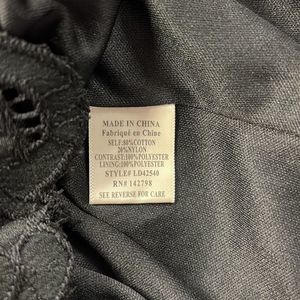 MADE IN CHINA
Fabriqué en Chine
SELF:80%COTTON
20%NYLON
CONTRAST:100%POLYESTER
LINING:100%POLYESTER
STYLE# LD42540
RN# 142798
SEE REVERSE FOR CARE